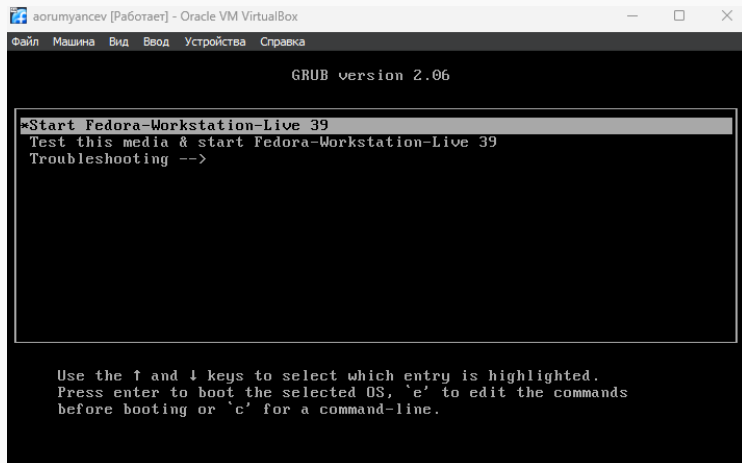 aorumyancev [Работает] - Oracle VM VirtualBox
Файл Машина Вид Ввод Устройства Справка
GRUB version 2.06
*Start Fedora-Workstation-Live 39
Test this media & start Fedora-Workstation-Live 39
Troubleshooting -->
Use the ↑ and ↓ keys to select which entry is highlighted.
Press enter to boot the selected OS, `e' to edit the commands
before booting or `c' for a command-line.